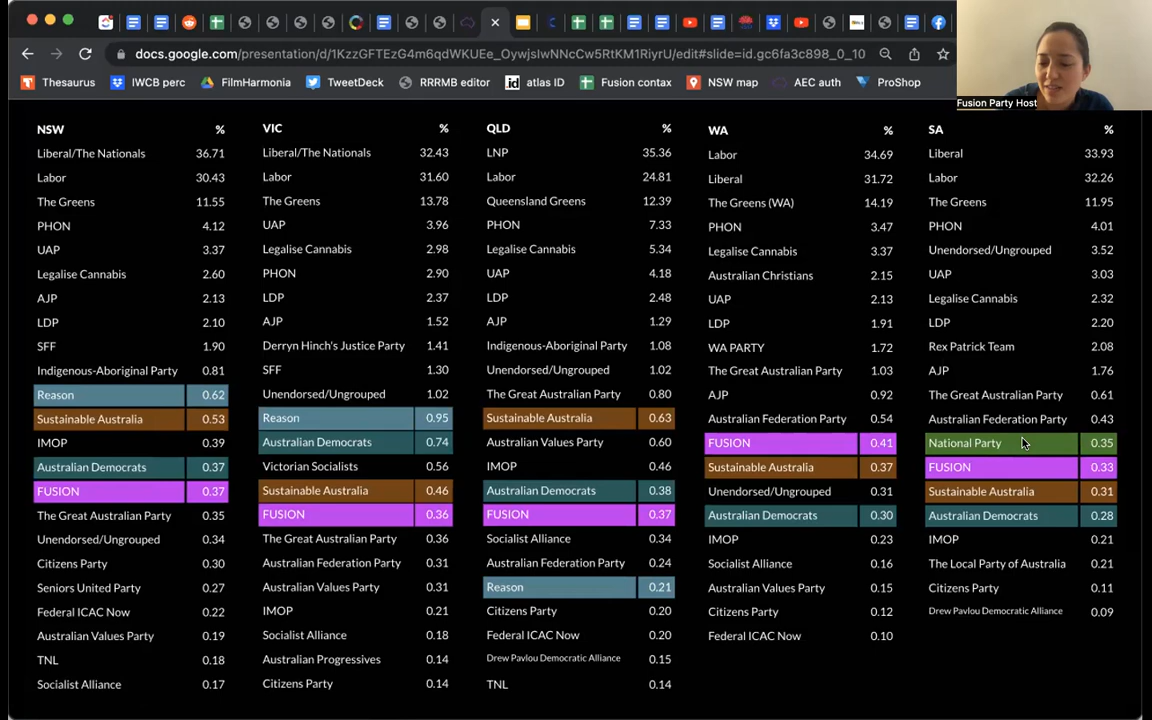 docs.google.com/presentation/d/1KzzGFTEzG4m6qdWKUEe_OywjsIwNNcCw5RtKM1RiyrU/edit#slide=id.gc6fa3c898_0_10
Thesaurus IWCB perc FilmHarmonia TweetDeck RRRMB editor atlas ID Fusion contax NSW map AEC auth ProShop
Fusion Party Host
NSW %
Liberal/The Nationals 36.71
Labor 30.43
The Greens 11.55
PHON 4.12
UAP 3.37
Legalise Cannabis 2.60
AJP 2.13
LDP 2.10
SFF 1.90
Indigenous-Aboriginal Party 0.81
Reason 0.62
Sustainable Australia 0.53
IMOP 0.39
Australian Democrats 0.37
FUSION 0.37
The Great Australian Party 0.35
Unendorsed/Ungrouped 0.34
Citizens Party 0.30
Seniors United Party 0.27
Federal ICAC Now 0.22
Australian Values Party 0.19
TNL 0.18
Socialist Alliance 0.17
VIC %
Liberal/The Nationals 32.43
Labor 31.60
The Greens 13.78
UAP 3.96
Legalise Cannabis 2.98
PHON 2.90
LDP 2.37
AJP 1.52
Derryn Hinch's Justice Party 1.41
SFF 1.30
Unendorsed/Ungrouped 1.02
Reason 0.95
Australian Democrats 0.74
Victorian Socialists 0.56
Sustainable Australia 0.46
FUSION 0.36
The Great Australian Party 0.36
Australian Federation Party 0.31
Australian Values Party 0.31
IMOP 0.21
Socialist Alliance 0.18
Australian Progressives 0.14
Citizens Party 0.14
QLD %
LNP 35.36
Labor 24.81
Queensland Greens 12.39
PHON 7.33
Legalise Cannabis 5.34
UAP 4.18
LDP 2.48
AJP 1.29
Indigenous-Aboriginal Party 1.08
Unendorsed/Ungrouped 1.02
The Great Australian Party 0.80
Sustainable Australia 0.63
Australian Values Party 0.60
IMOP 0.46
Australian Democrats 0.38
FUSION 0.37
Socialist Alliance 0.34
Australian Federation Party 0.24
Reason 0.21
Citizens Party 0.20
Federal ICAC Now 0.20
Drew Pavlou Democratic Alliance 0.15
TNL 0.14
WA %
Labor 34.69
Liberal 31.72
The Greens (WA) 14.19
PHON 3.47
Legalise Cannabis 3.37
Australian Christians 2.15
UAP 2.13
LDP 1.91
WA PARTY 1.72
The Great Australian Party 1.03
AJP 0.92
Australian Federation Party 0.54
FUSION 0.41
Sustainable Australia 0.37
Unendorsed/Ungrouped 0.31
Australian Democrats 0.30
IMOP 0.23
Socialist Alliance 0.16
Australian Values Party 0.15
Citizens Party 0.12
Federal ICAC Now 0.10
SA %
Liberal 33.93
Labor 32.26
The Greens 11.95
PHON 4.01
Unendorsed/Ungrouped 3.52
UAP 3.03
Legalise Cannabis 2.32
LDP 2.20
Rex Patrick Team 2.08
AJP 1.76
The Great Australian Party 0.61
Australian Federation Party 0.43
National Party 0.35
FUSION 0.33
Sustainable Australia 0.31
Australian Democrats 0.28
IMOP 0.21
The Local Party of Australia 0.21
Citizens Party 0.11
Drew Pavlou Democratic Alliance 0.09